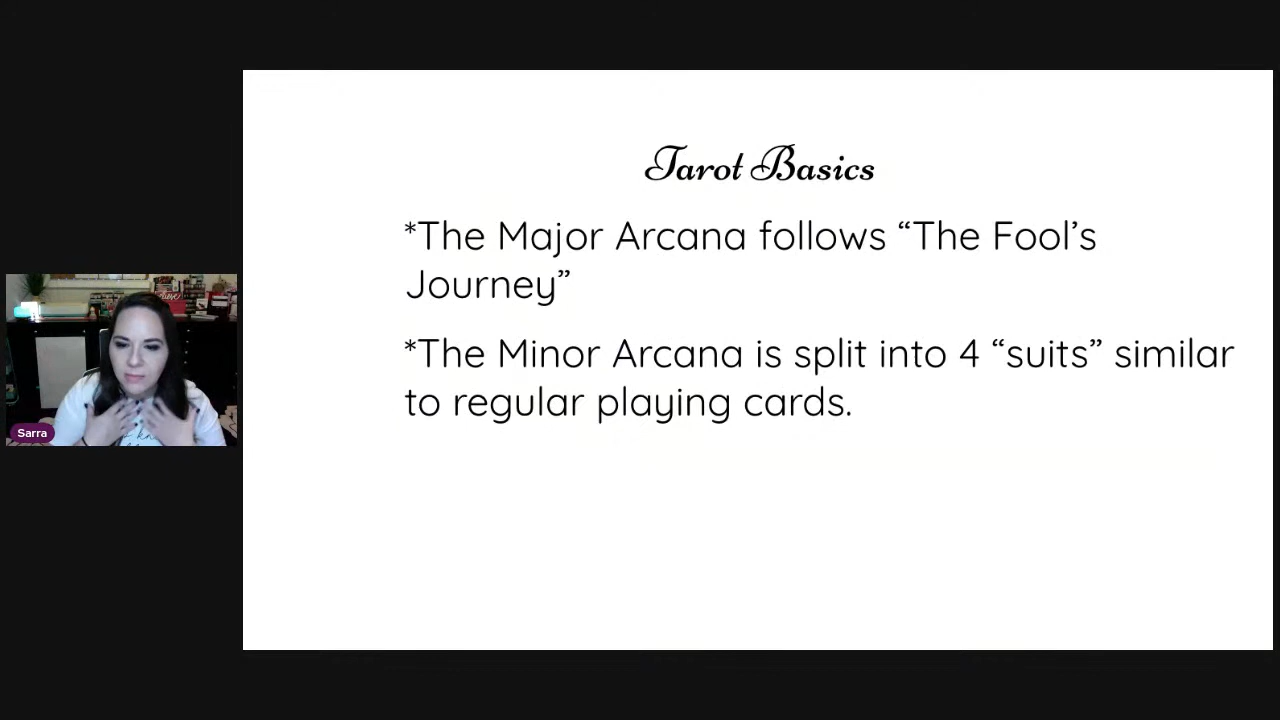 Tarot Basics
*The Major Arcana follows “The Fool’s
Journey”
*The Minor Arcana is split into 4 “suits” similar
to regular playing cards.
Sarra